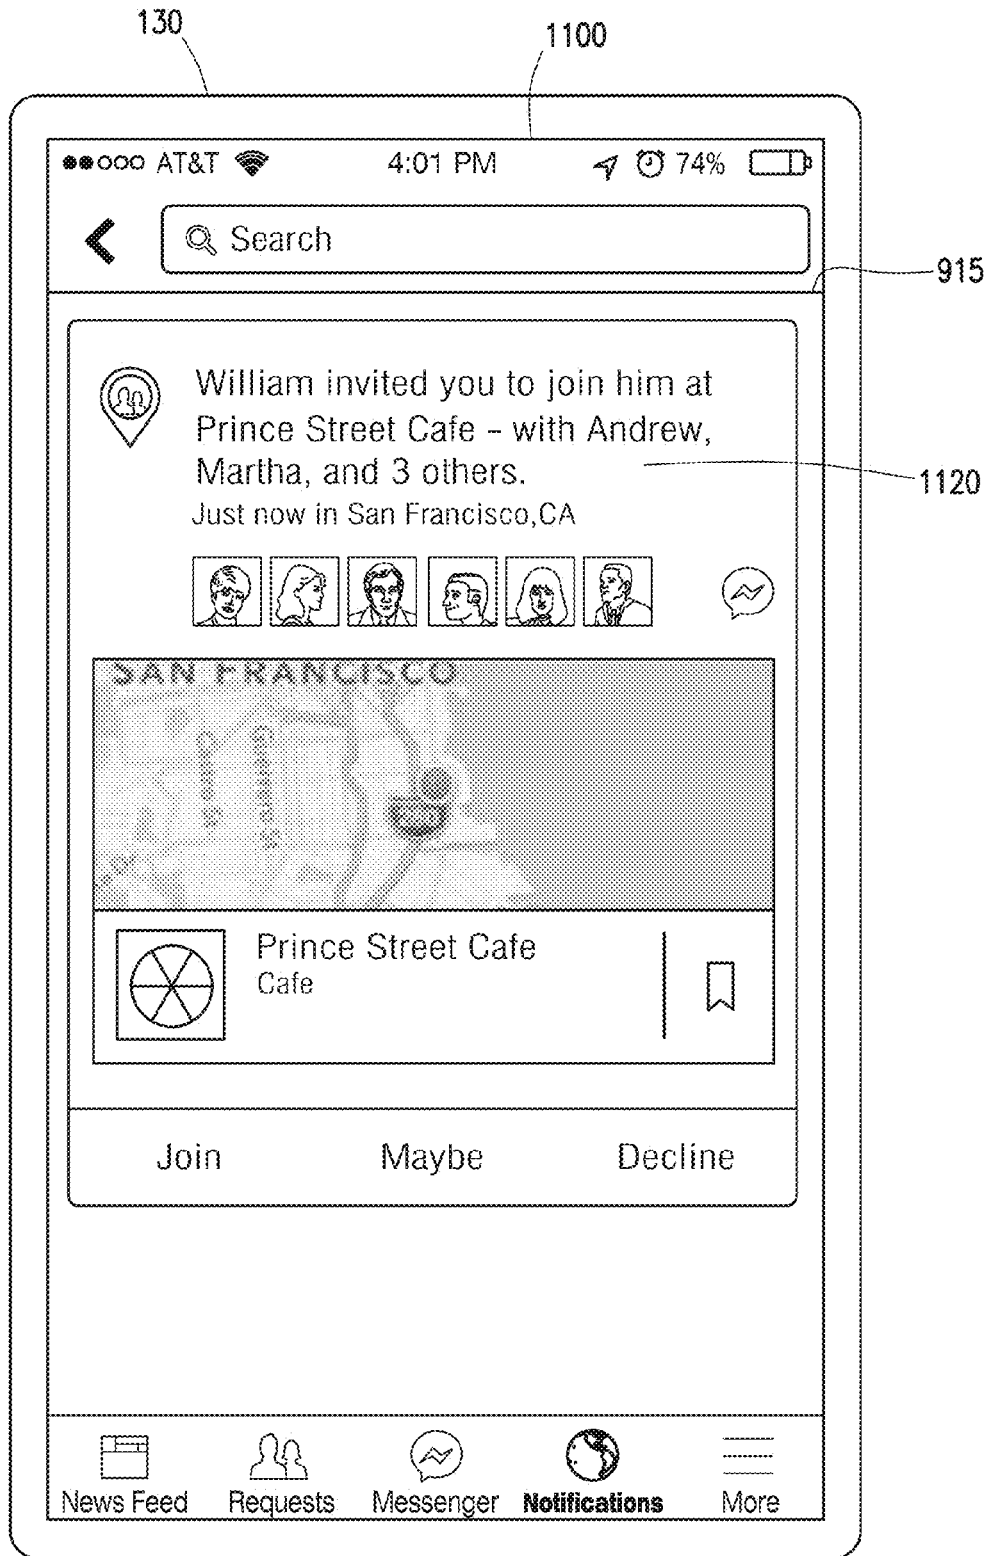 130
1100
AT&T 4:01 PM 74%
Search
915
William invited you to join him at
Prince Street Cafe – with Andrew,
Martha, and 3 others.
1120
Just now in San Francisco,CA
SAN FRANCISCO
Prince Street Cafe
Cafe
Join Maybe Decline
News Feed Requests Messenger Notifications More